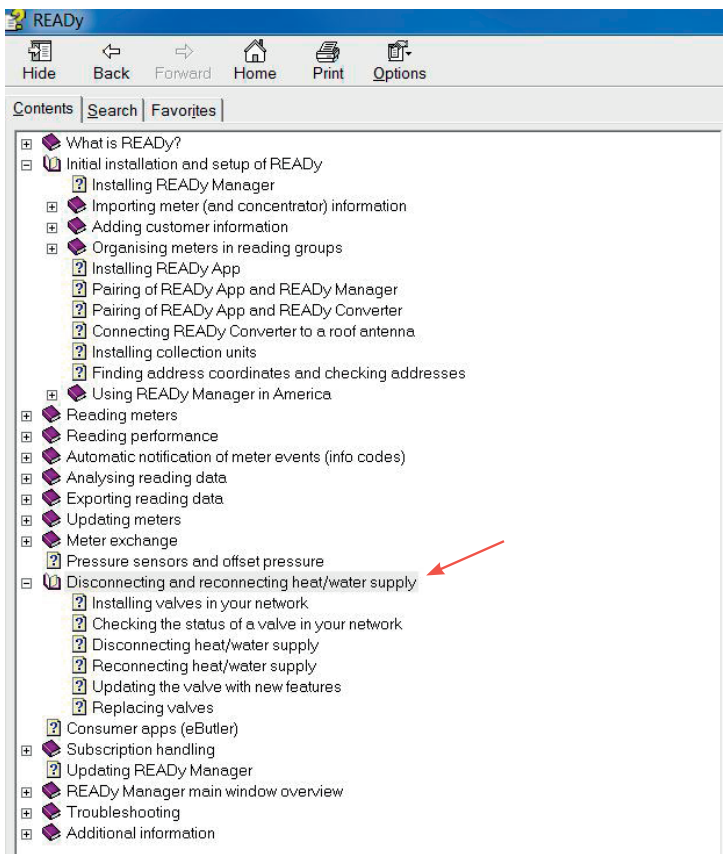 READy
Hide Back Forward Home Print Options
Contents Search Favorites
What is READy?
Initial installation and setup of READy
Installing READy Manager
Importing meter (and concentrator) information
Adding customer information
Organising meters in reading groups
Installing READy App
Pairing of READy App and READy Manager
Pairing of READy App and READy Converter
Connecting READy Converter to a roof antenna
Installing collection units
Finding address coordinates and checking addresses
Using READy Manager in America
Reading meters
Reading performance
Automatic notification of meter events (info codes)
Analysing reading data
Exporting reading data
Updating meters
Meter exchange
Pressure sensors and offset pressure
Disconnecting and reconnecting heat/water supply
Installing valves in your network
Checking the status of a valve in your network
Disconnecting heat/water supply
Reconnecting heat/water supply
Updating the valve with new features
Replacing valves
Consumer apps (eButler)
Subscription handling
Updating READy Manager
READy Manager main window overview
Troubleshooting
Additional information